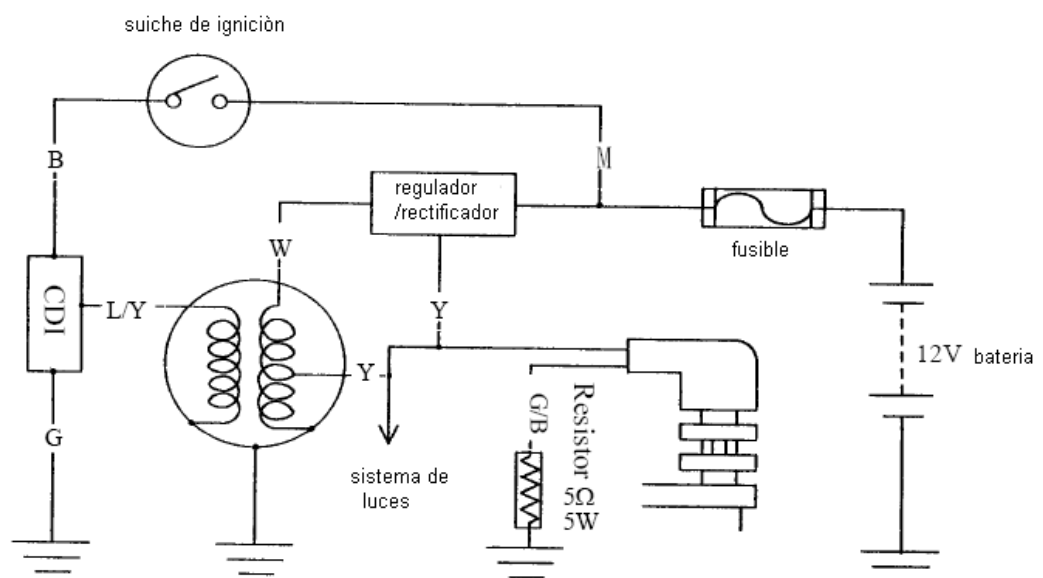 suiche de igniciòn
B
M
regulador
/rectificador
fusible
W
CDI
L/Y
Y
Y
12V bateria
G
G/B
Resistor
5Ω
5W
sistema de
luces